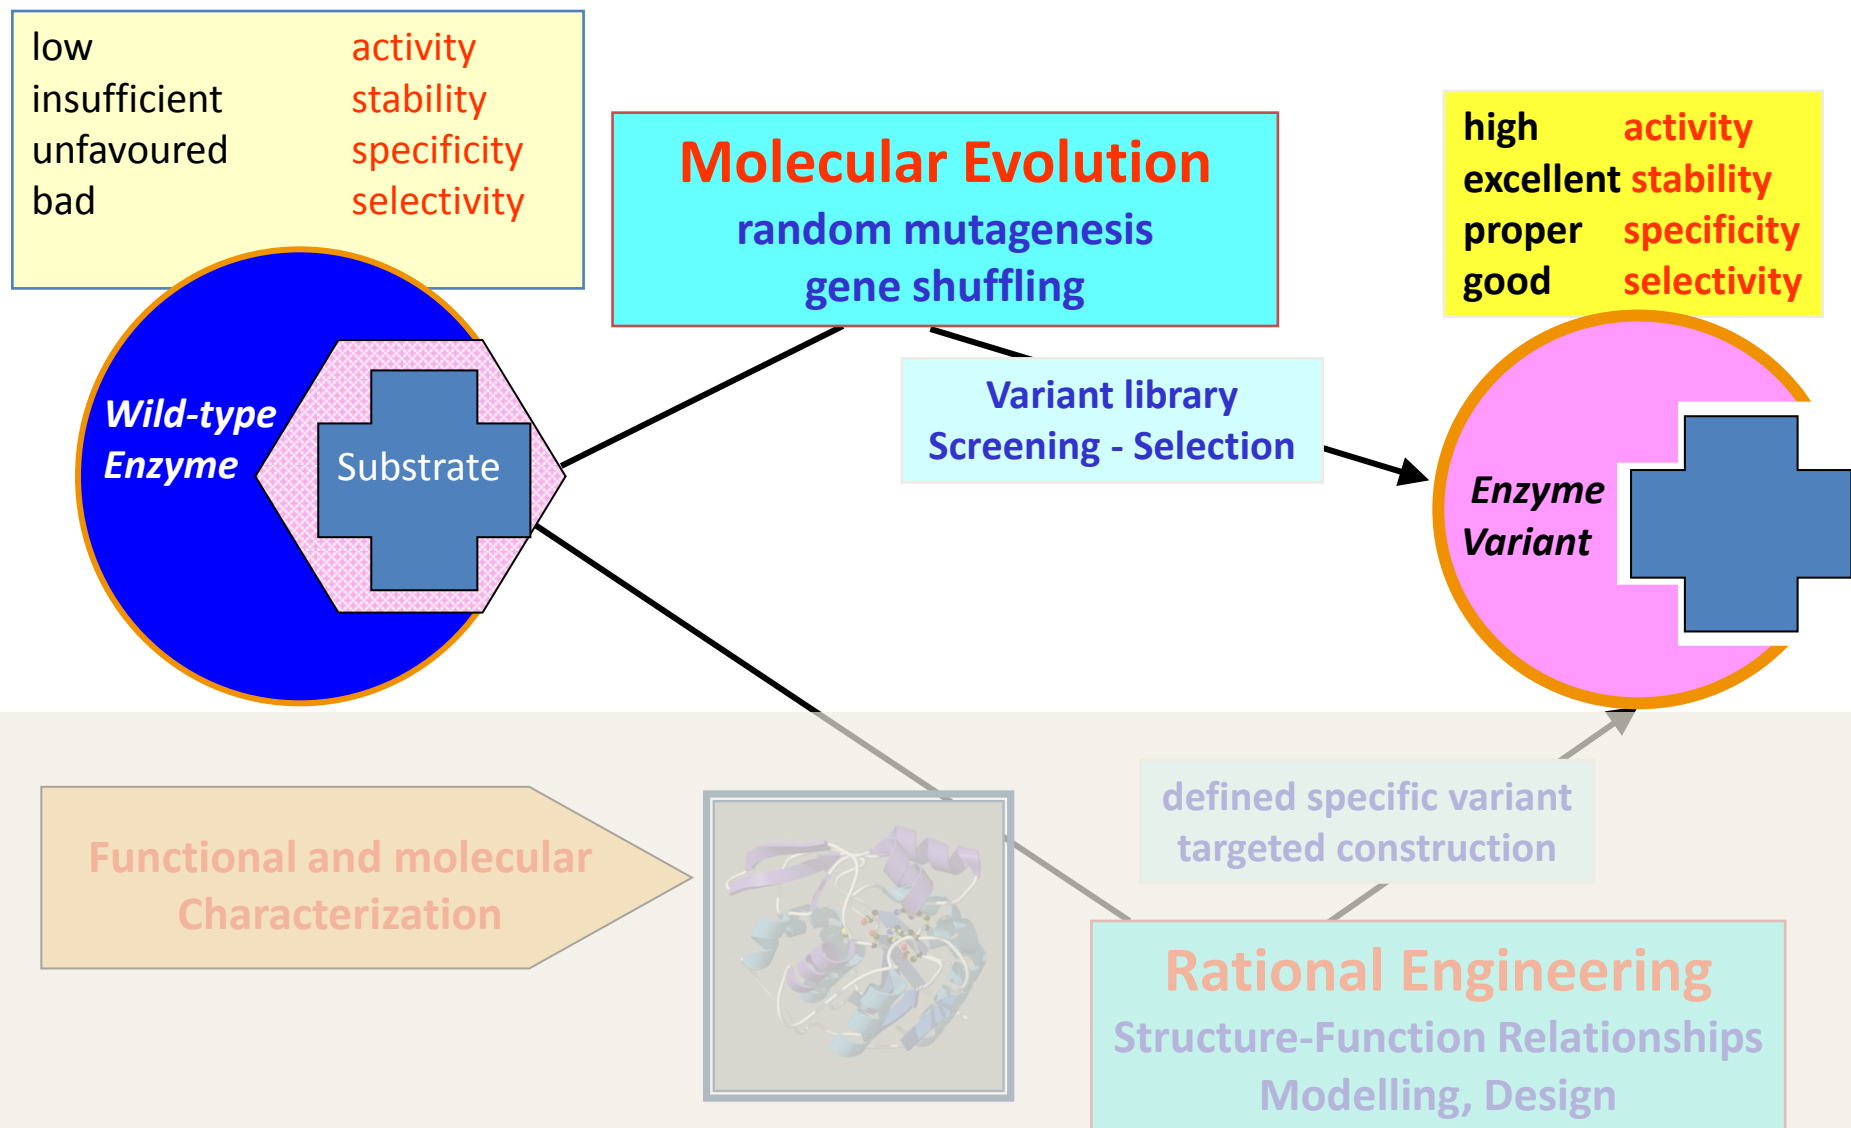 low activity
insufficient stability
unfavoured specificity
bad selectivity
Molecular Evolution
random mutagenesis
gene shuffling
high activity
excellent stability
proper specificity
good selectivity
Variant library
Screening - Selection
Wild-type
Enzyme
Substrate
Enzyme
Variant
defined specific variant
targeted construction
Functional and molecular
Characterization
Rational Engineering
Structure-Function Relationships
Modelling, Design